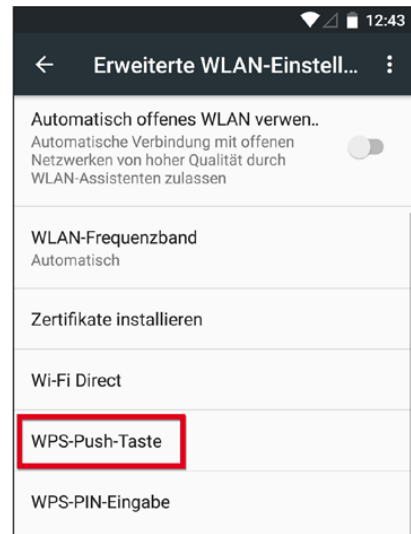 12:43
Erweiterte WLAN-Einstell...
Automatisch offenes WLAN verwen..
Automatische Verbindung mit offenen
Netzwerken von hoher Qualität durch
WLAN-Assistenten zulassen
WLAN-Frequenzband
Automatisch
Zertifikate installieren
Wi-Fi Direct
WPS-Push-Taste
WPS-PIN-Eingabe